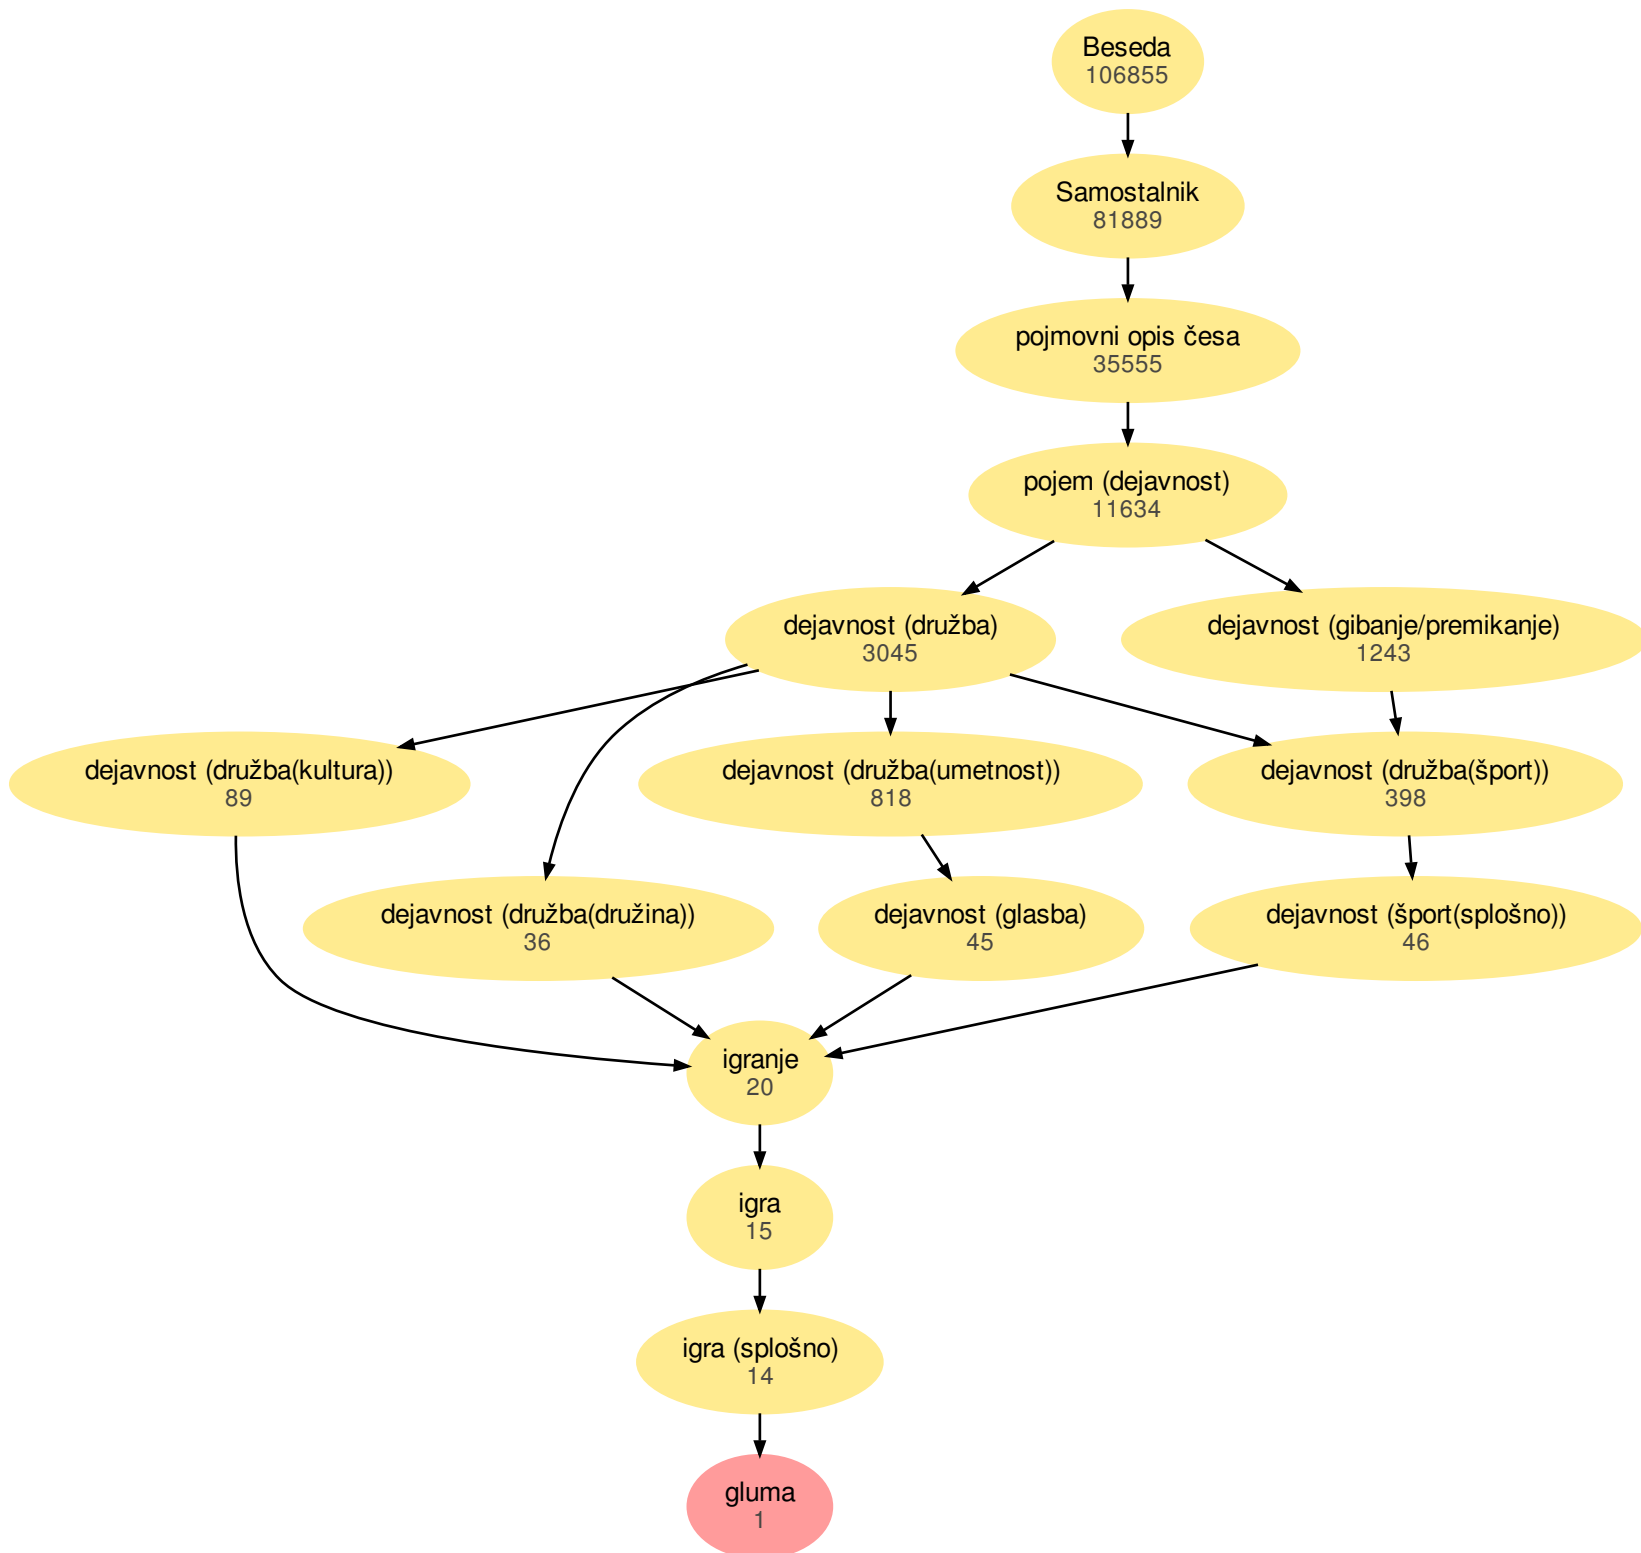 Beseda
106855
Samostalnik
81889
pojmovni opis česa
35555
pojem (dejavnost)
11634
dejavnost (družba)
3045
dejavnost (gibanje/premikanje)
1243
dejavnost (družba(kultura))
89
dejavnost (družba(umetnost))
818
dejavnost (družba(šport))
398
dejavnost (družba(družina))
36
dejavnost (glasba)
45
dejavnost (šport(splošno))
46
igranje
20
igra
15
igra (splošno)
14
gluma
1